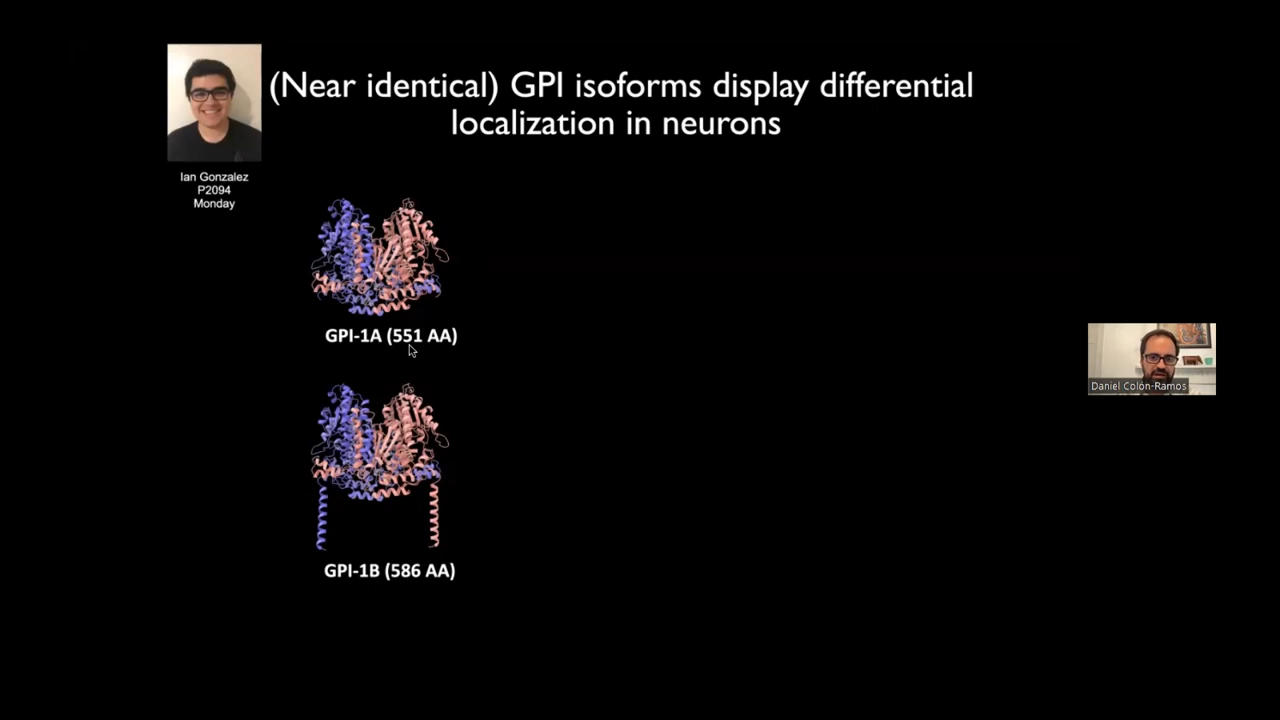 (Near identical) GPI isoforms display differential
localization in neurons
Ian Gonzalez
P2094
Monday
GPI-1A (551 AA)
GPI-1B (586 AA)
Daniel Colón-Ramos